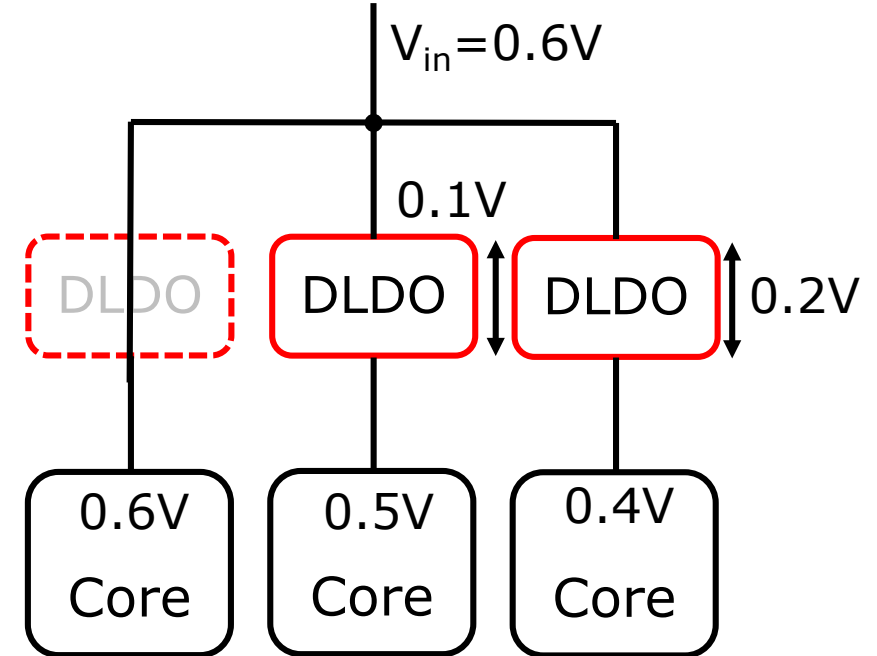 Vin=0.6V
0.1V
DLDO
DLDO
DLDO
0.2V
0.6V
Core
0.5V
Core
0.4V
Core